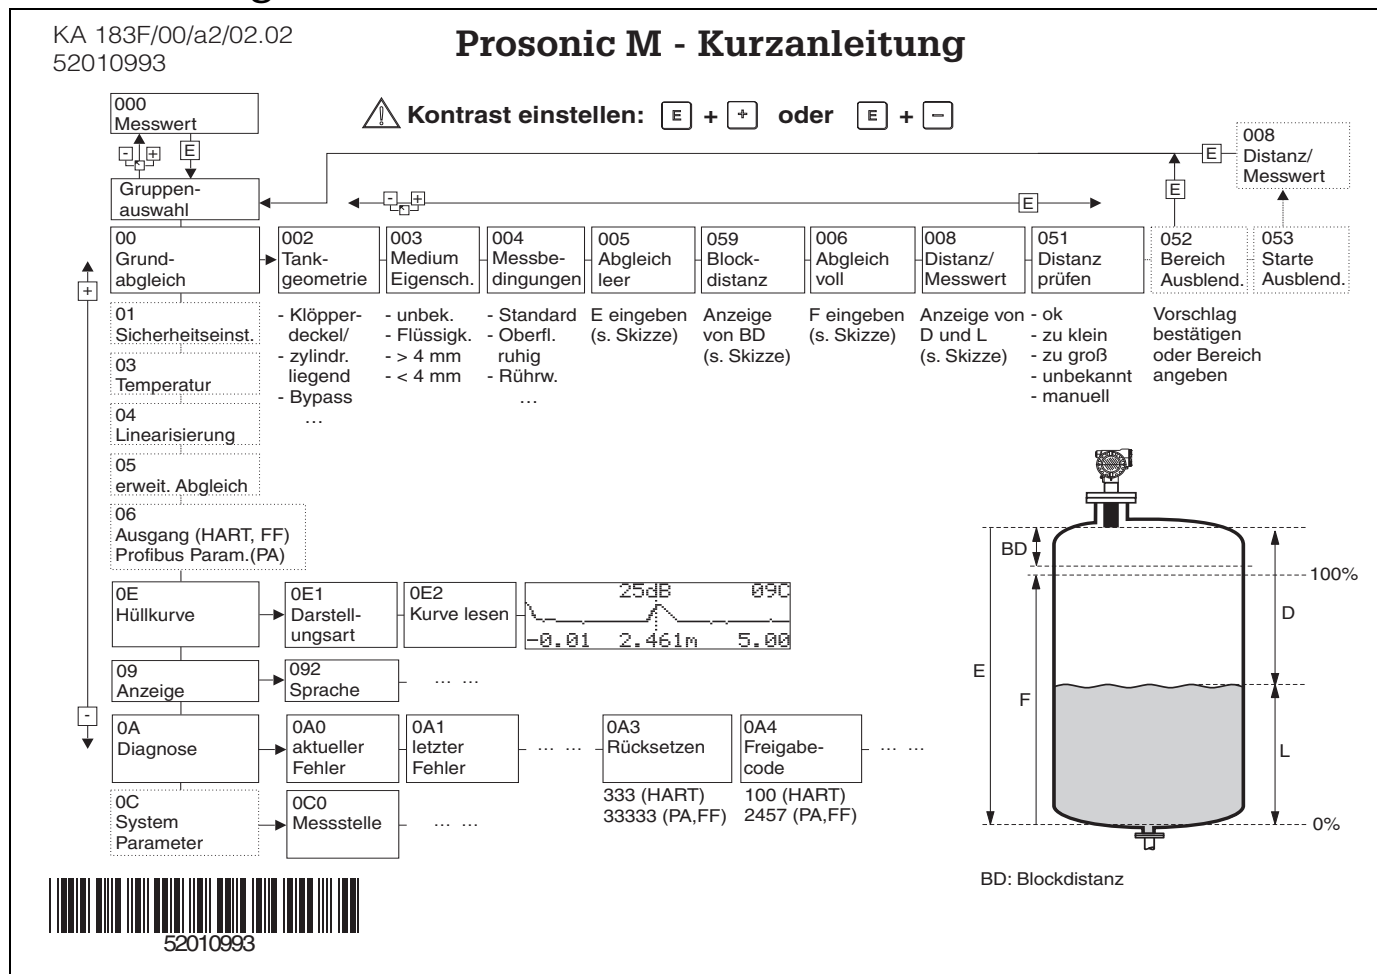 KA 183F/00/a2/02.02
52010993
Prosonic M - Kurzanleitung
Kontrast einstellen: E + + oder E + −
000
Messwert
- +
E
Gruppen-
auswahl
- +
E
E
E
008
Distanz/
Messwert
00
Grund-
abgleich
002
Tank-
geometrie
003
Medium
Eigensch.
004
Messbe-
dingungen
005
Abgleich
leer
059
Block-
distanz
006
Abgleich
voll
008
Distanz/
Messwert
051
Distanz
prüfen
052
Bereich
Ausblend.
053
Starte
Ausblend.
- Klöpper-
deckel/
- zylindr.
liegend
- Bypass
...
- unbek.
- Flüssigk.
- > 4 mm
- < 4 mm
- Standard
- Oberfl.
ruhig
- Rührw.
...
E eingeben
(s. Skizze)
Anzeige
von BD
(s. Skizze)
F eingeben
(s. Skizze)
Anzeige von
D und L
(s. Skizze)
- ok
- zu klein
- zu groß
- unbekannt
- manuell
Vorschlag
bestätigen
oder Bereich
angeben
+
01
Sicherheitseinst.
03
Temperatur
04
Linearisierung
05
erweit. Abgleich
06
Ausgang (HART, FF)
Profibus Param.(PA)
0E
Hüllkurve
0E1
Darstell-
ungsart
0E2
Kurve lesen
25dB 09C
-0.01 2.461m 5.00
09
Anzeige
092
Sprache
... ...
-
0A
Diagnose
0A0
aktueller
Fehler
0A1
letzter
Fehler
... ...
0A3
Rücksetzen
0A4
Freigabe-
code
... ...
333 (HART)
33333 (PA,FF)
100 (HART)
2457 (PA,FF)
0C
System
Parameter
0C0
Messstelle
... ...
BD
100%
D
E
F
L
0%
BD: Blockdistanz
52010993